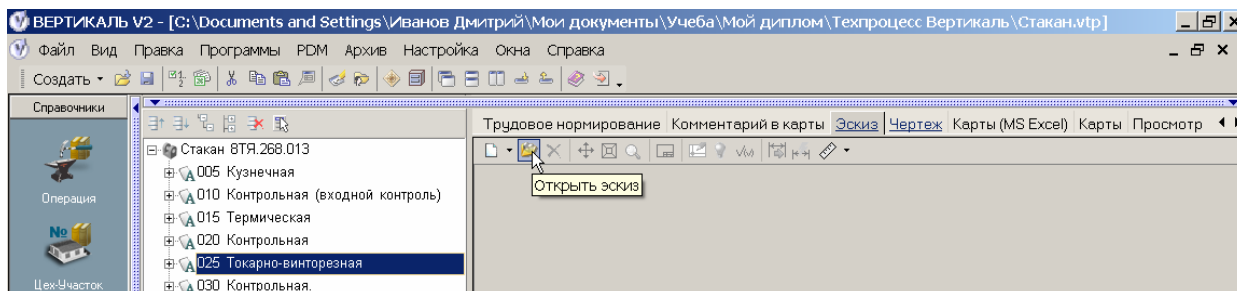 ВЕРТИКАЛЬ V2 - [C:\Documents and Settings\Иванов Дмитрий\Мои документы\Учеба\Мой диплом\Техпроцесс Вертикаль\Стакан.vtp]
Файл Вид Правка Программы PDM Архив Настройка Окна Справка
Создать
Справочники
Трудовое нормирование Комментарий в карты Эскиз Чертеж Карты (MS Excel) Карты Просмотр
Стакан 8ТЯ.268.013
005 Кузнечная
Открыть эскиз
Операция
010 Контрольная (входной контроль)
015 Термическая
№
020 Контрольная
025 Токарно-винторезная
Цех-Участок
030 Контрольная.